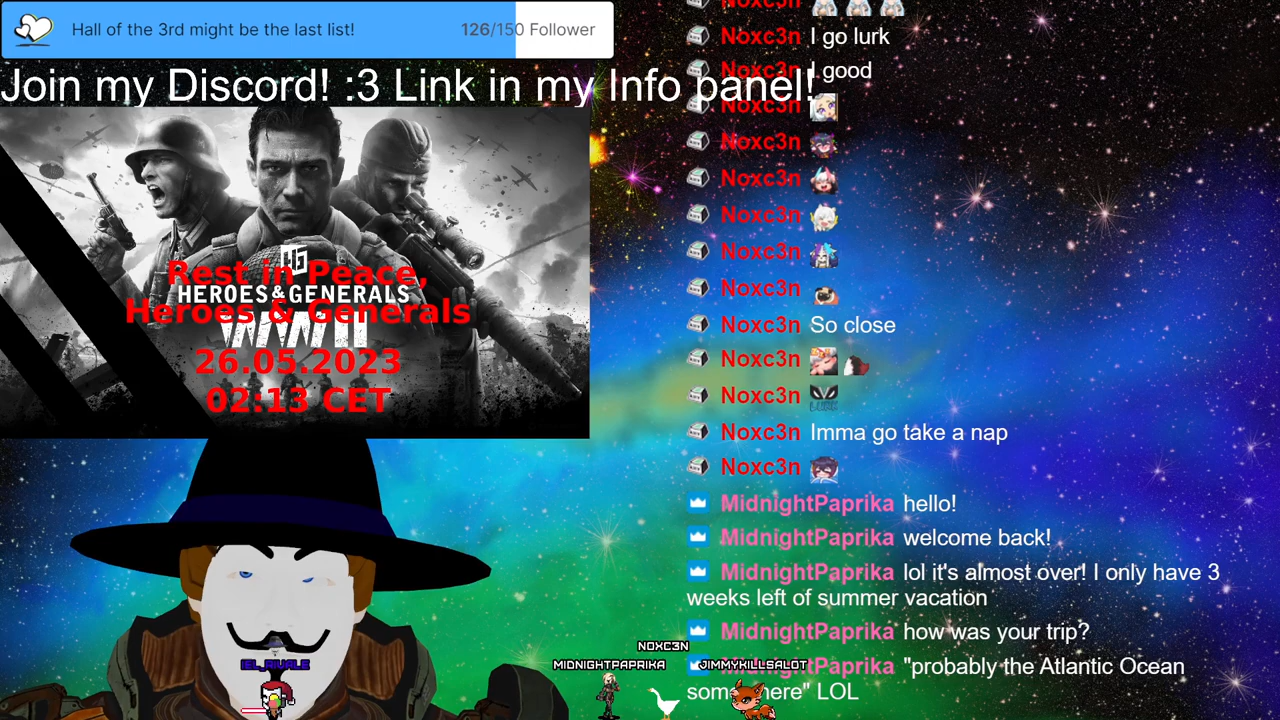 Hall of the 3rd might be the last list!
126/150 Follower
Join my Discord! :3 Link in my Info panel!
HEROES&GENERALS
WWII
Rest in Peace,
Heroes & Generals
26.05.2023
02:13 CET
Noxc3n
Noxc3n I go lurk
Noxc3n I good
Noxc3n
Noxc3n
Noxc3n
Noxc3n
Noxc3n
Noxc3n
Noxc3n So close
Noxc3n
Noxc3n LURK
Noxc3n Imma go take a nap
Noxc3n
MidnightPaprika hello!
MidnightPaprika welcome back!
MidnightPaprika lol it's almost over! I only have 3
weeks left of summer vacation
MidnightPaprika how was your trip?
MidnightPaprika "probably the Atlantic Ocean
somewhere" LOL
NOXC3N
MIDNIGHTPAPRIKA
JIMMYKILLSALOT